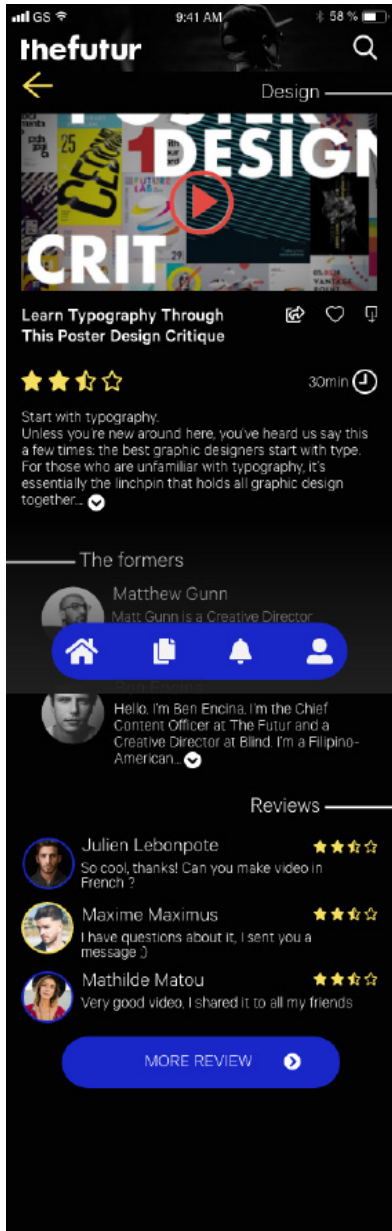 GS 9:41 AM 58 %
thefutur
Design
DESIGN
1
CRIT
25
29
Learn Typography Through
This Poster Design Critique
30min
Start with typography.
Unless you're new around here, you've heard us say this
a few times: the best graphic designers start with type.
For those who are unfamiliar with typography, it's
essentially the linchpin that holds all graphic design
together...
The formers
Matthew Gunn
Matt Gunn is a Creative Director
Ben Encina
Hello, I'm Ben Encina. I'm the Chief
Content Officer at The Futur and a
Creative Director at Blind. I'm a Filipino-
American...
Reviews
Julien Lebonpote
So cool, thanks! Can you make video in
French ?
Maxime Maximus
I have questions about it, I sent you a
message ;)
Mathilde Matou
Very good video, I shared it to all my friends
MORE REVIEW